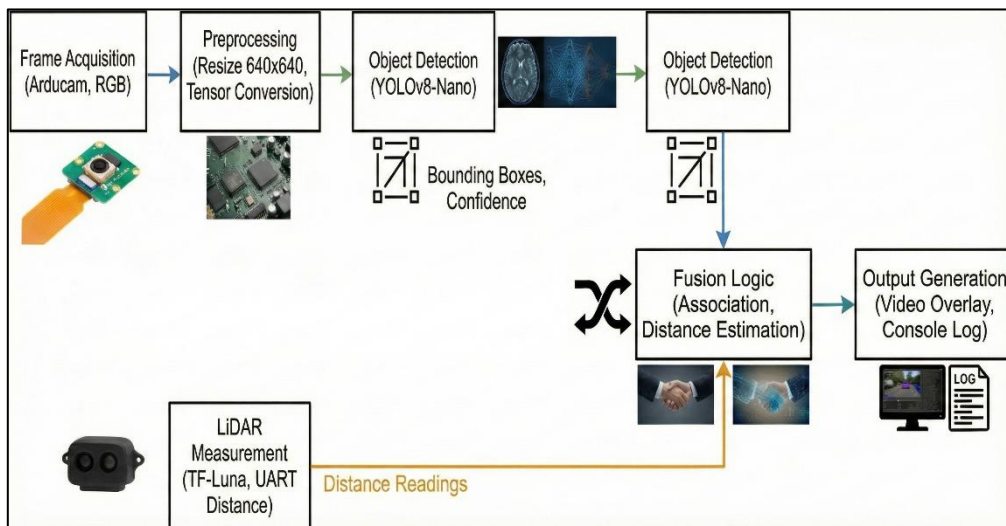 Frame Acquisition
(Arducam, RGB)
Preprocessing
(Resize 640x640,
Tensor Conversion)
Object Detection
(YOLOv8-Nano)
Object Detection
(YOLOv8-Nano)
Bounding Boxes,
Confidence
Fusion Logic
(Association,
Distance Estimation)
Output Generation
(Video Overlay,
Console Log)
LOG
LiDAR
Measurement
(TF-Luna, UART
Distance)
Distance Readings